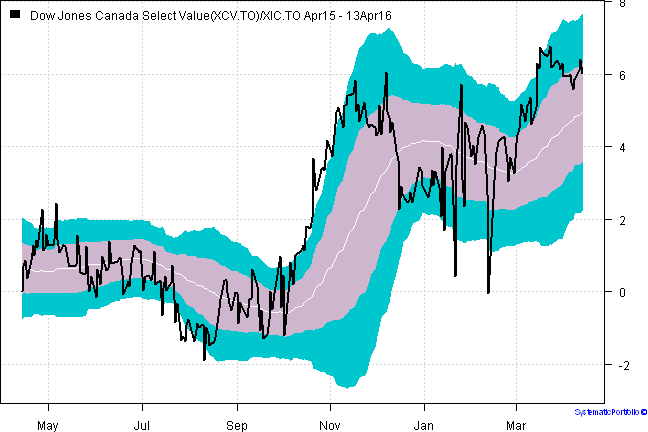 Dow Jones Canada Select Value(XCV.TO)/XIC.TO Apr15 - 13Apr16
8
6
4
2
0
-2
May Jul Sep Nov Jan Mar
SystematicPortfolio ©